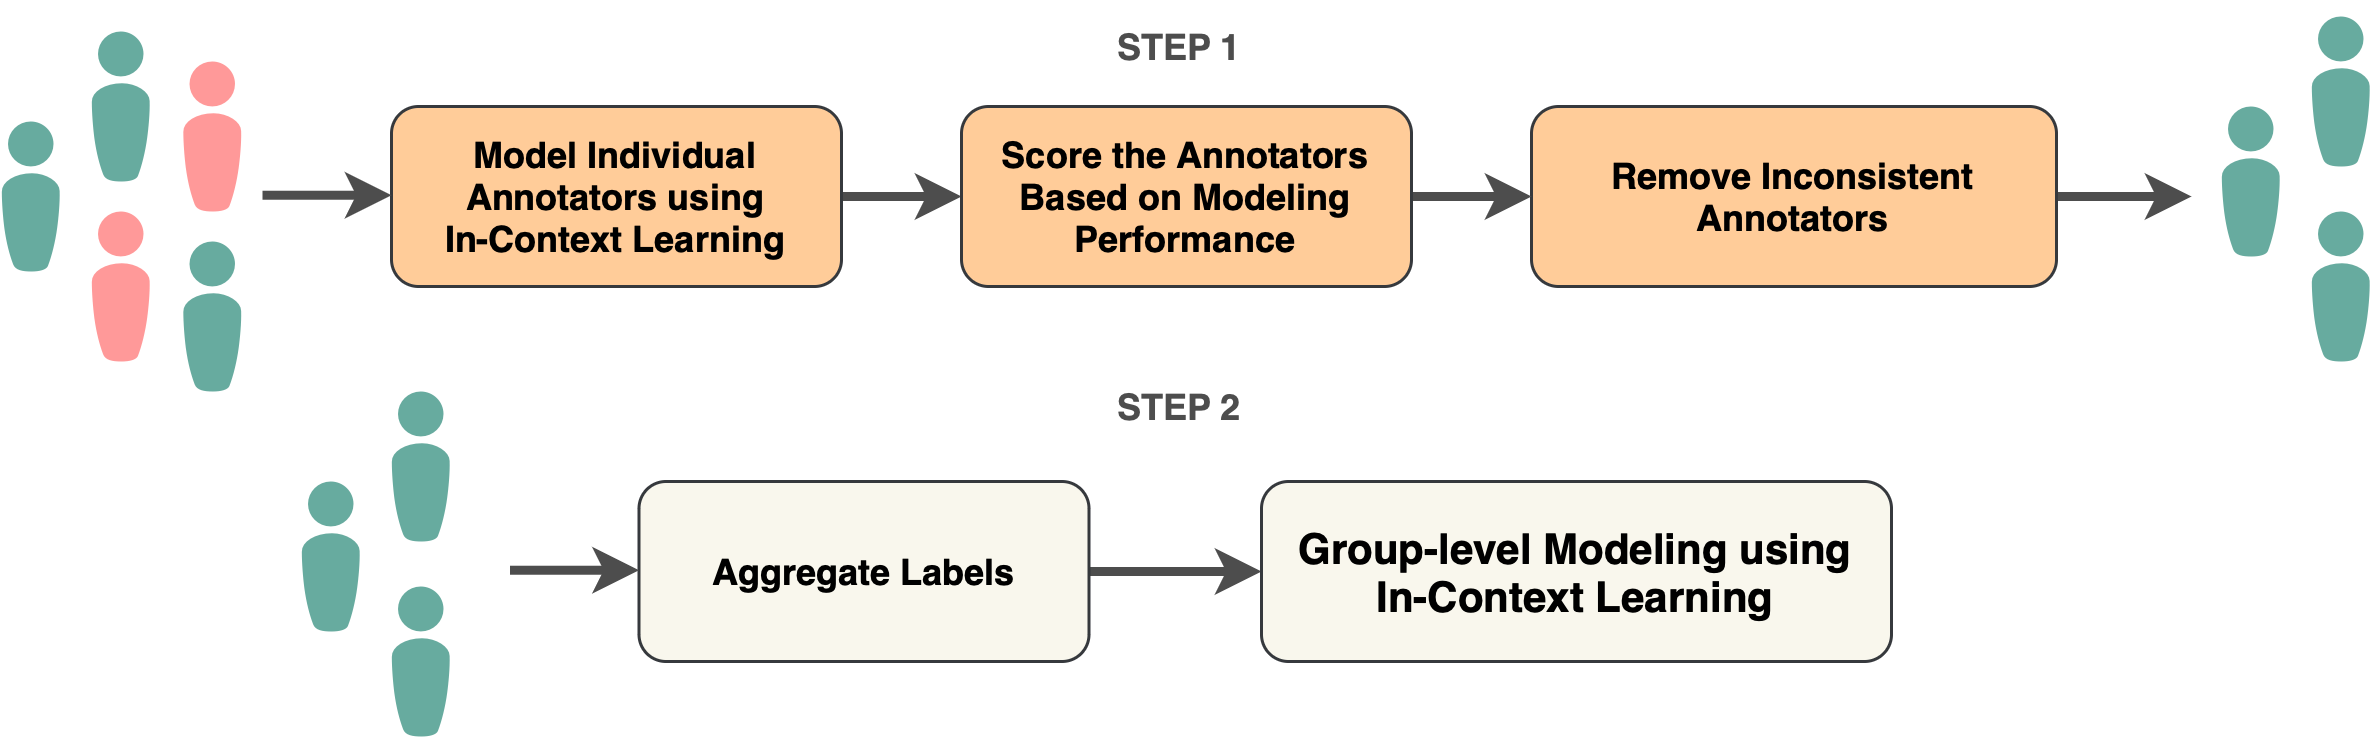 STEP 1
Model Individual
Annotators using
In-Context Learning
Score the Annotators
Based on Modeling
Performance
Remove Inconsistent
Annotators
STEP 2
Aggregate Labels
Group-level Modeling using
In-Context Learning